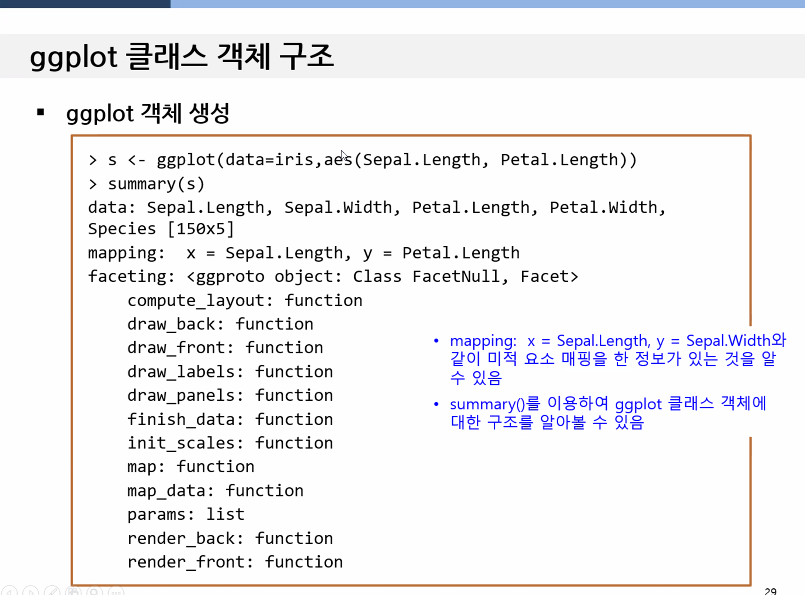 ggplot 클래스 객체 구조
▪ ggplot 객체 생성
> s <- ggplot(data=iris,aes(Sepal.Length, Petal.Length))
> summary(s)
data: Sepal.Length, Sepal.Width, Petal.Length, Petal.Width,
Species [150x5]
mapping:  x = Sepal.Length, y = Petal.Length
faceting: <ggproto object: Class FacetNull, Facet>
    compute_layout: function
    draw_back: function
    draw_front: function
    draw_labels: function
    draw_panels: function
    finish_data: function
    init_scales: function
    map: function
    map_data: function
    params: list
    render_back: function
    render_front: function
• mapping:  x = Sepal.Length, y = Sepal.Width와
같이 미적 요소 매핑을 한 정보가 있는 것을 알
수 있음
• summary()를 이용하여 ggplot 클래스 객체에
대한 구조를 알아볼 수 있음
29